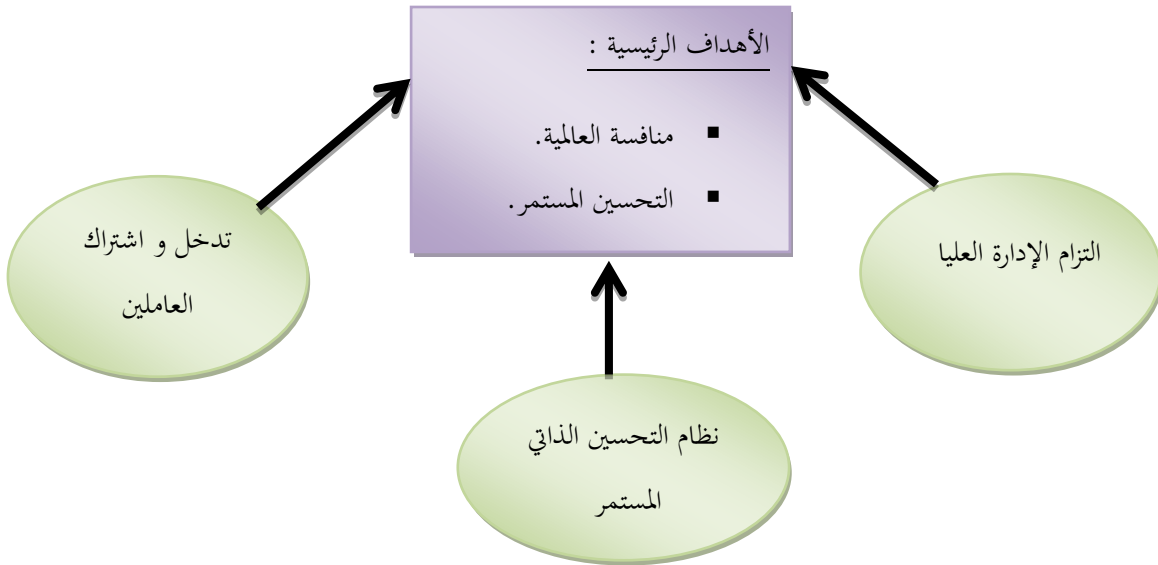 الأهداف الرئيسية :
▪ منافسة العالمية.
▪ التحسين المستمر.
التزام الإدارة العليا
تدخل و اشتراك
العاملين
نظام التحسين الذاتي
المستمر